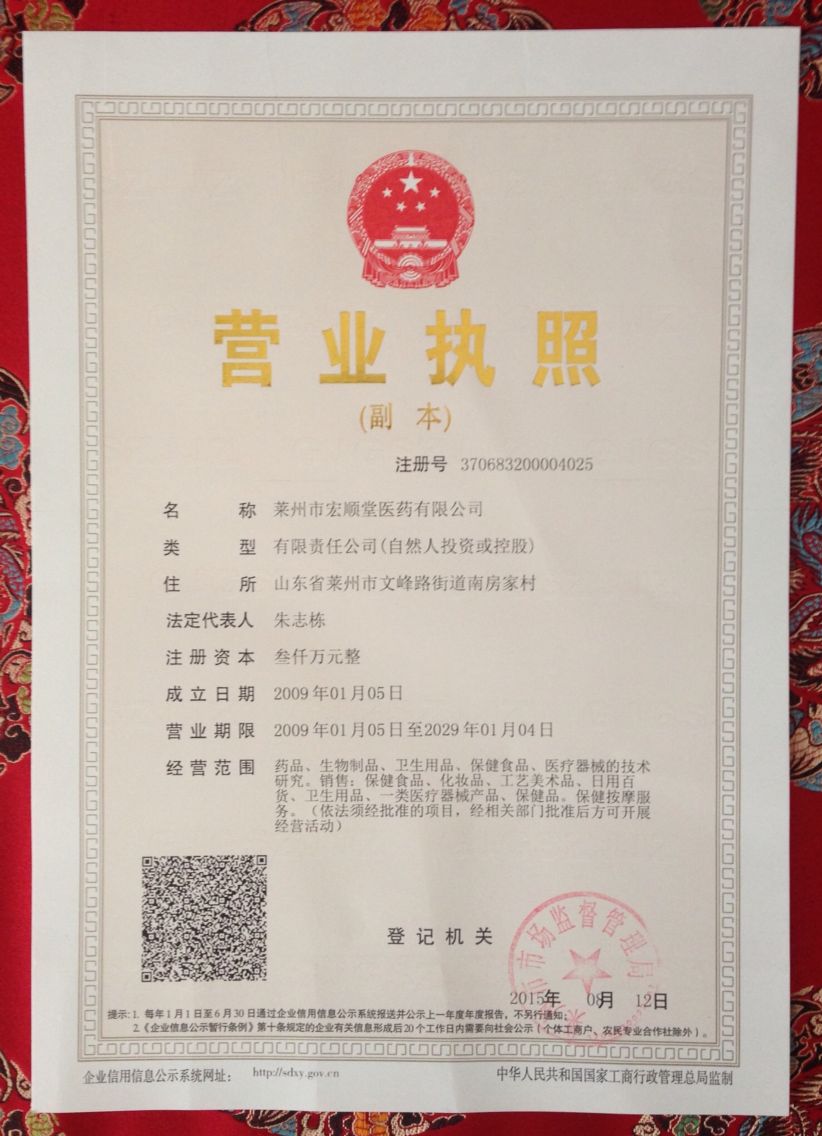 营业执照
(副 本)
注册号 370683200004025
名 称 莱州市宏顺堂医药有限公司
类 型 有限责任公司(自然人投资或控股)
住 所 山东省莱州市文峰路街道南房家村
法定代表人 朱志栋
注册资本 叁仟万元整
成立日期 2009年01月05日
营业期限 2009年01月05日至2029年01月04日
经营范围 药品、生物制品、卫生用品、保健食品、医疗器械的技术
研究。销售：保健食品、化妆品、工艺美术品、日用百
货、卫生用品、一类医疗器械产品、保健品。保健按摩服
务。（依法须经批准的项目，经相关部门批准后方可开展
经营活动）
登记机关
市市场监督管理局
2015年 08月 12日
提示: 1. 每年1月1日至6月30日通过企业信用信息公示系统报送并公示上一年度年度报告，不另行通知；
2.《企业信息公示暂行条例》第十条规定的企业有关信息形成后20个工作日内需要向社会公示（个体工商户、农民专业合作社除外）。
企业信用信息公示系统网址： http://sdxy.gov.cn
中华人民共和国国家工商行政管理总局监制